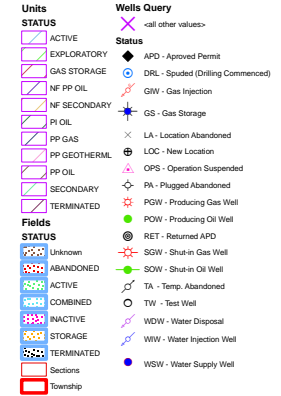 Units
STATUS
ACTIVE
EXPLORATORY
GAS STORAGE
NF PP OIL
NF SECONDARY
PI OIL
PP GAS
PP GEOTHERML
PP OIL
SECONDARY
TERMINATED
Fields
STATUS
Unknown
ABANDONED
ACTIVE
COMBINED
INACTIVE
STORAGE
TERMINATED
Sections
Township
Wells Query
<all other values>
Status
APD - Aproved Permit
DRL - Spuded (Drilling Commenced)
GIW - Gas Injection
GS - Gas Storage
LA - Location Abandoned
LOC - New Location
OPS - Operation Suspended
PA - Plugged Abandoned
PGW - Producing Gas Well
POW - Producing Oil Well
RET - Returned APD
SGW - Shut-in Gas Well
SOW - Shut-in Oil Well
TA - Temp. Abandoned
TW - Test Well
WDW - Water Disposal
WIW - Water Injection Well
WSW - Water Supply Well